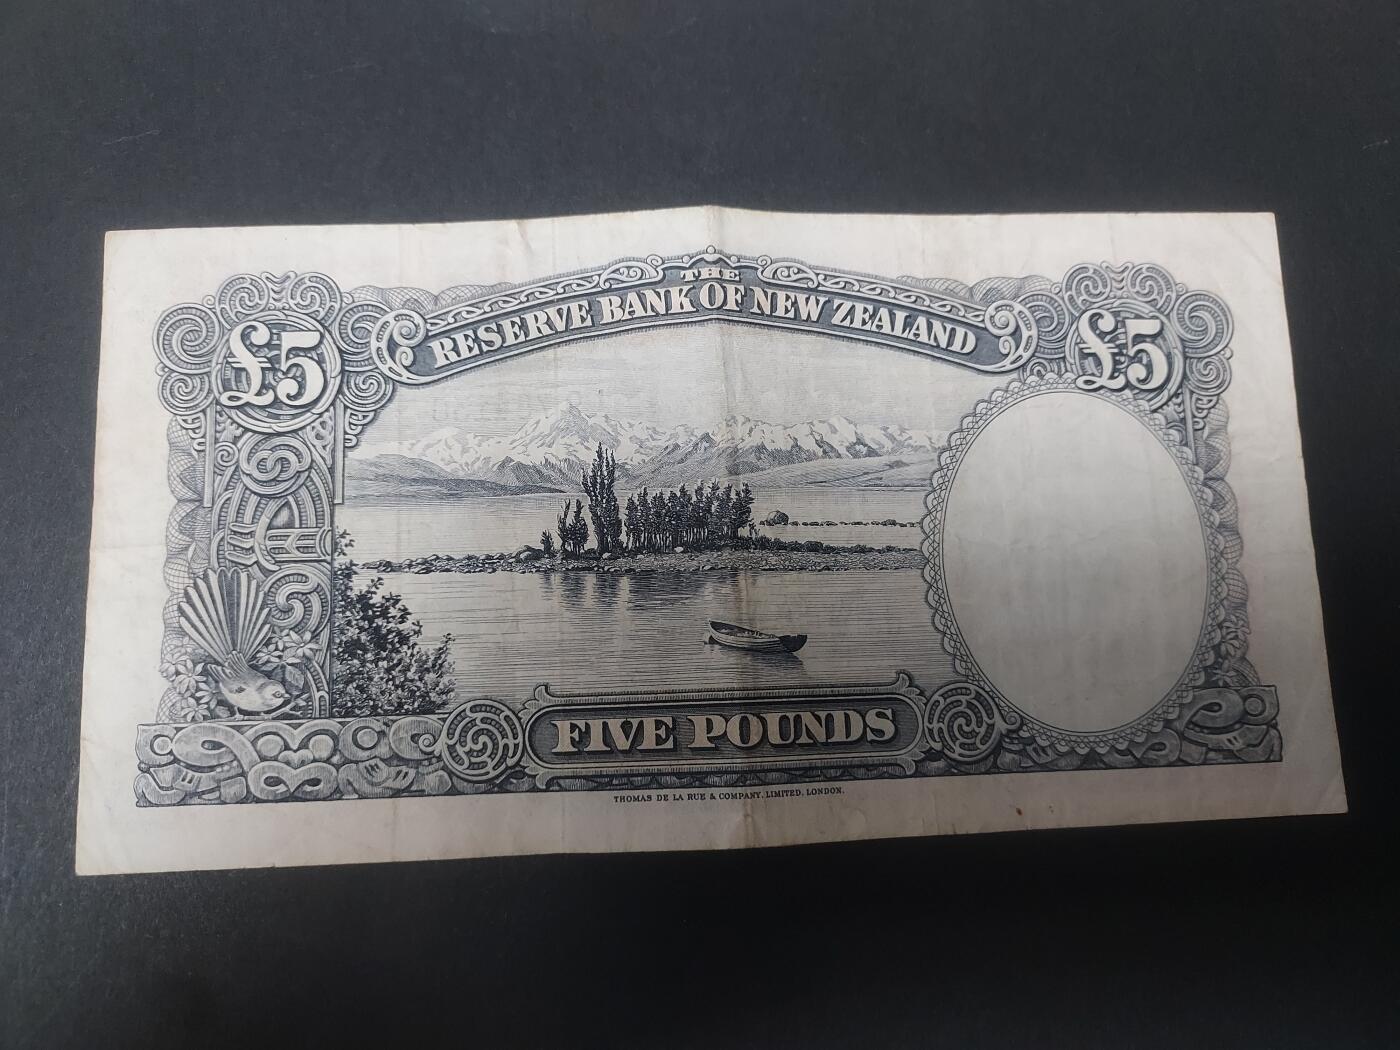 THE
RESERVE BANK OF NEW ZEALAND
£5
£5
FIVE POUNDS
THOMAS DE LA RUE & COMPANY, LIMITED, LONDON.